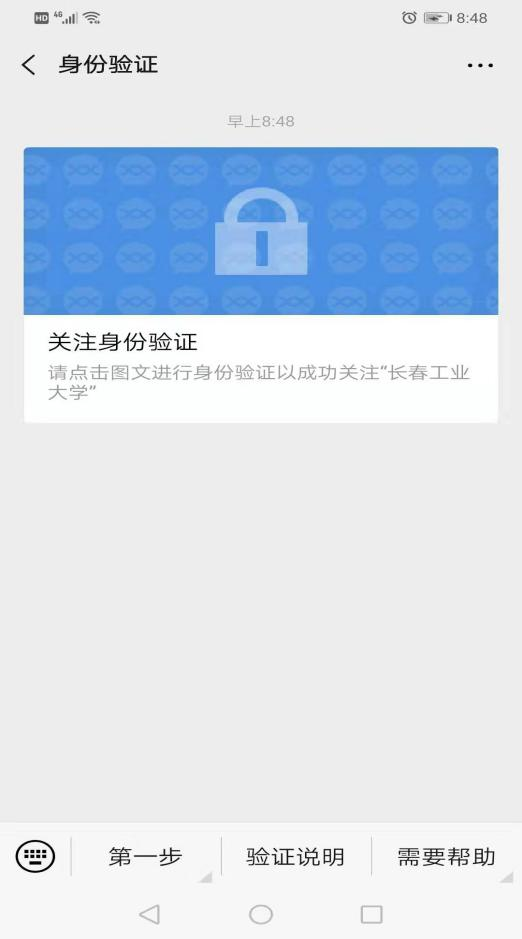 HD 4G 8:48
身份验证
早上8:48
关注身份验证
请点击图文进行身份验证以成功关注“长春工业
大学”
第一步 验证说明 需要帮助